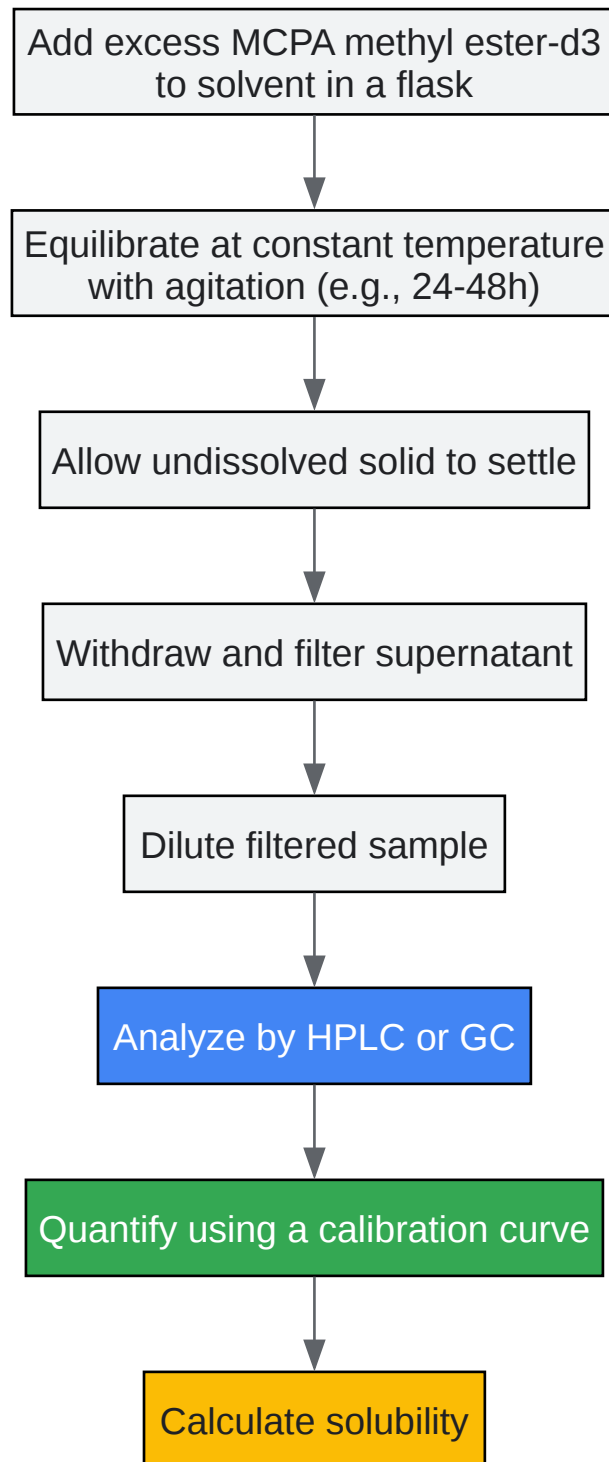 Add excess MCPA methyl ester-d3
to solvent in a flask
Equilibrate at constant temperature
with agitation (e.g., 24-48h)
Allow undissolved solid to settle
Withdraw and filter supernatant
Dilute filtered sample
Analyze by HPLC or GC
Quantify using a calibration curve
Calculate solubility